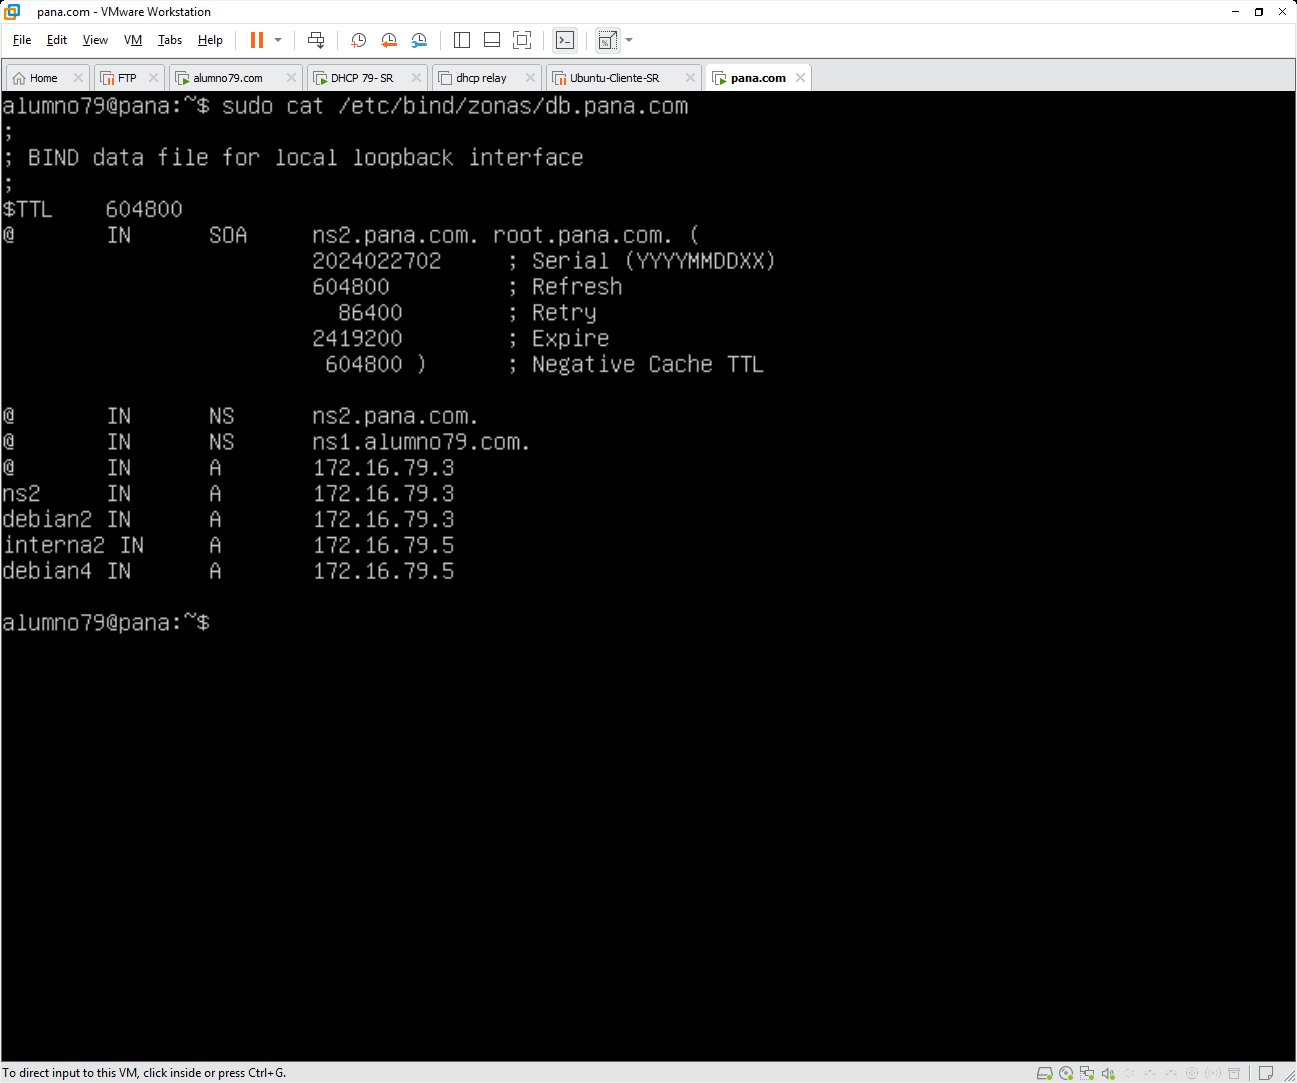 pana.com - VMware Workstation
File Edit View VM Tabs Help
Home FTP alumno79.com DHCP 79- SR dhcp relay Ubuntu-Cliente-SR pana.com
alumno79@pana:~$ sudo cat /etc/bind/zonas/db.pana.com
;
; BIND data file for local loopback interface
;
$TTL 604800
@ IN SOA ns2.pana.com. root.pana.com. (
2024022702 ; Serial (YYYYMMDDXX)
604800 ; Refresh
86400 ; Retry
2419200 ; Expire
604800 ) ; Negative Cache TTL
@ IN NS ns2.pana.com.
@ IN NS ns1.alumno79.com.
@ IN A 172.16.79.3
ns2 IN A 172.16.79.3
debian2 IN A 172.16.79.3
interna2 IN A 172.16.79.5
debian4 IN A 172.16.79.5
alumno79@pana:~$
To direct input to this VM, click inside or press Ctrl+G.